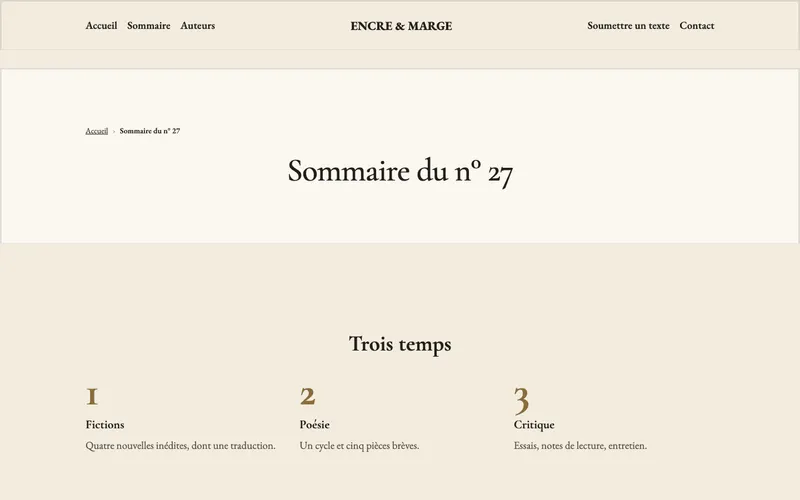 Accueil Sommaire Auteurs ENCRE & MARGE Soumettre un texte Contact
Accueil › Sommaire du nº 27
Sommaire du nº 27
Trois temps
1 2 3
Fictions Poésie Critique
Quatre nouvelles inédites, dont une traduction. Un cycle et cinq pièces brèves. Essais, notes de lecture, entretien.